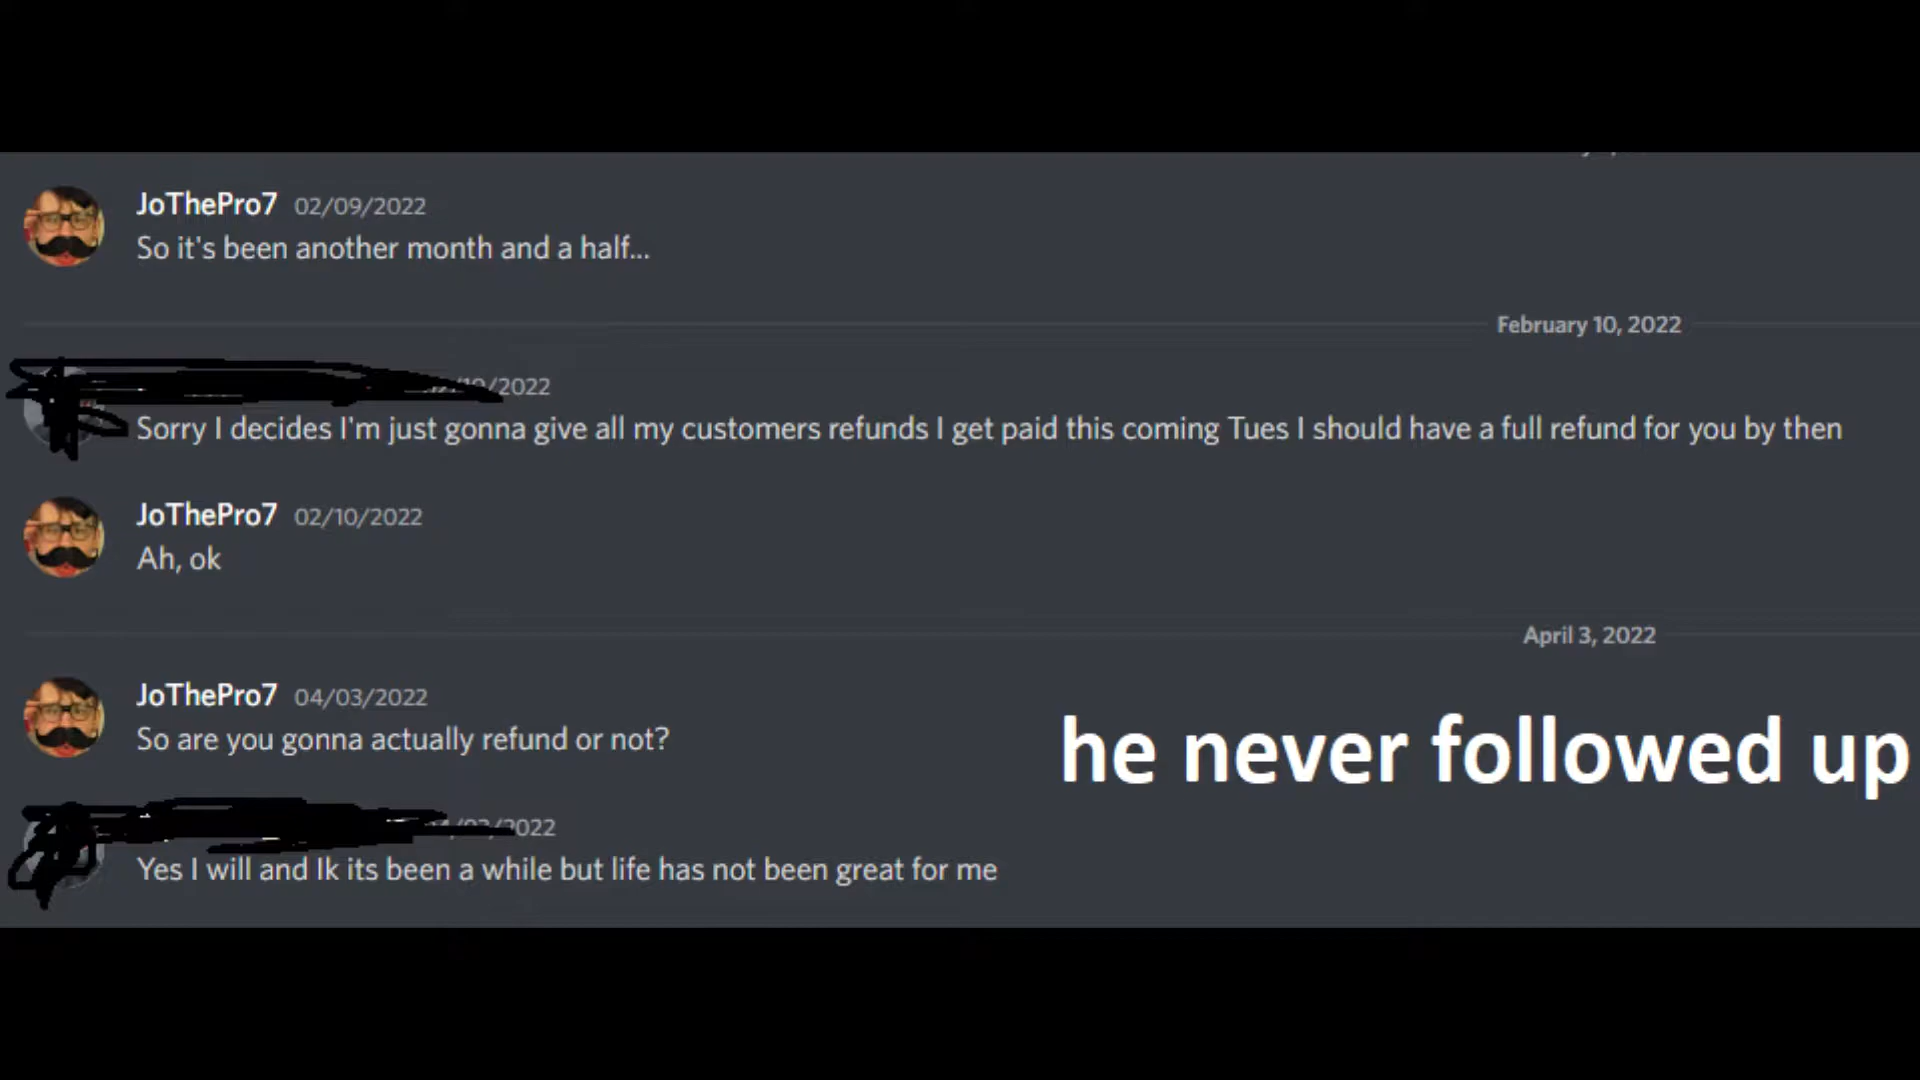 JoThePro7 02/09/2022
So it's been another month and a half...
February 10, 2022
/2022
Sorry I decides I'm just gonna give all my customers refunds I get paid this coming Tues I should have a full refund for you by then
JoThePro7 02/10/2022
Ah, ok
April 3, 2022
JoThePro7 04/03/2022
So are you gonna actually refund or not?
he never followed up
2022
Yes I will and Ik its been a while but life has not been great for me